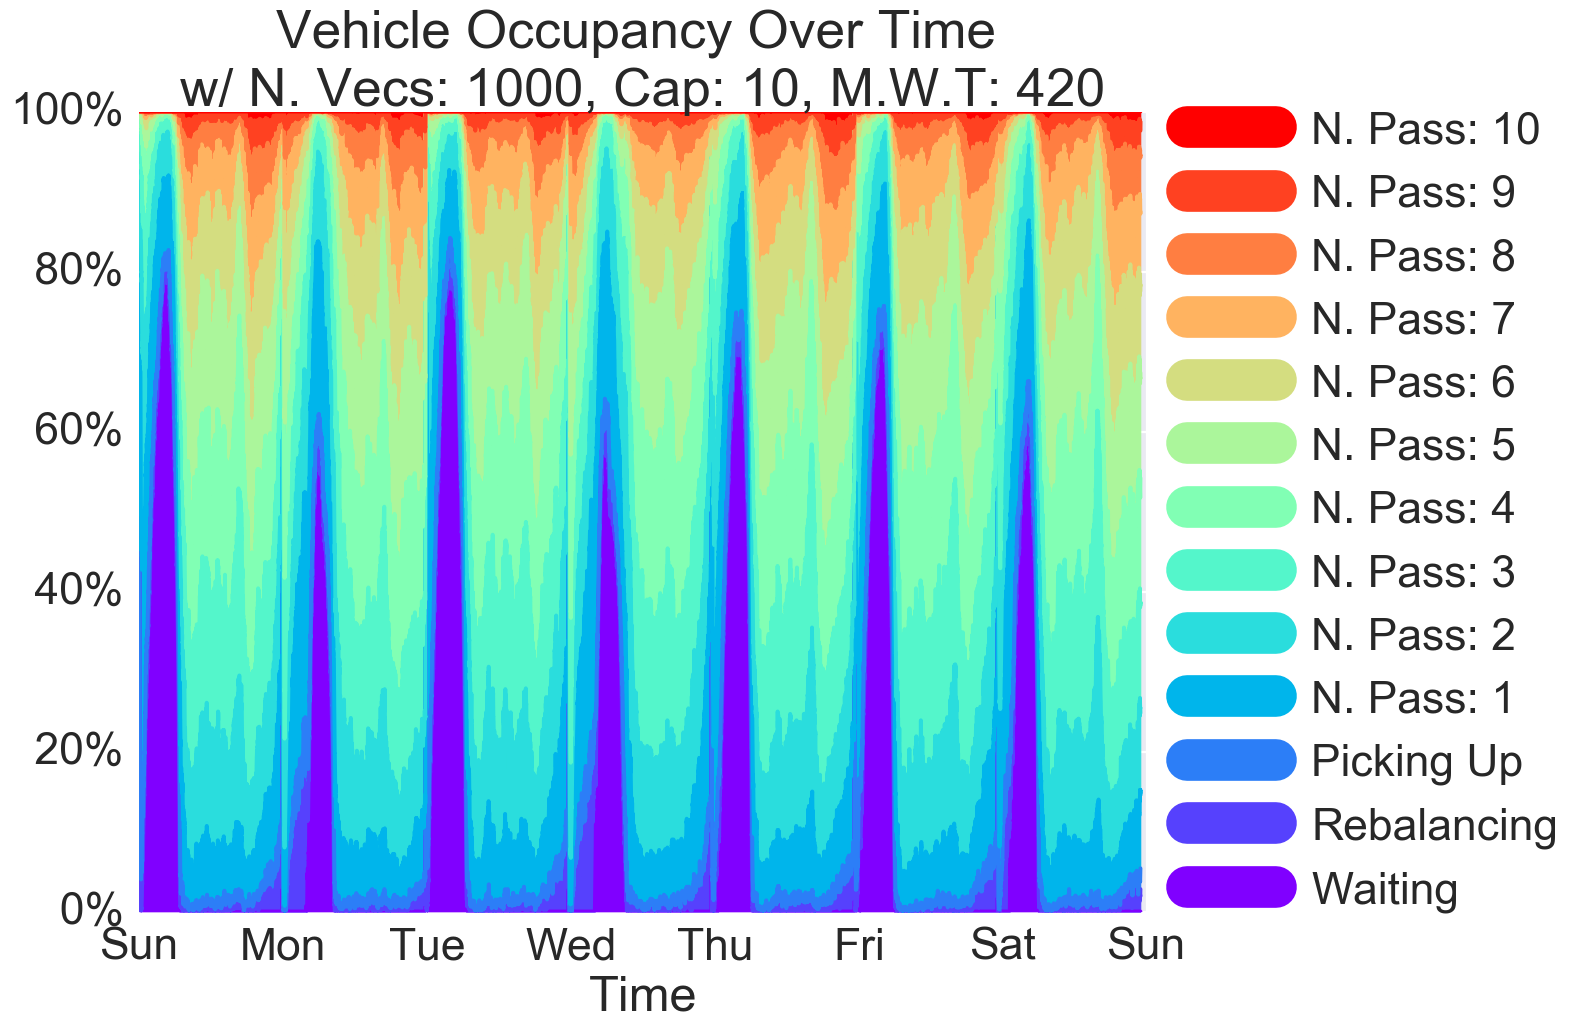 Vehicle Occupancy Over Time
w/ N. Vecs: 1000, Cap: 10, M.W.T: 420
100%
80%
60%
40%
20%
0%
Sun Mon Tue Wed Thu Fri Sat Sun
Time
N. Pass: 10
N. Pass: 9
N. Pass: 8
N. Pass: 7
N. Pass: 6
N. Pass: 5
N. Pass: 4
N. Pass: 3
N. Pass: 2
N. Pass: 1
Picking Up
Rebalancing
Waiting